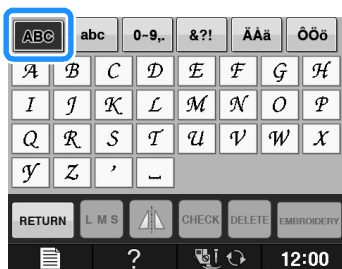 ABC abc 0~9,. &?! ÄÅä ÔÖö
A B C D E F G H
I J K L M N O P
Q R S T U V W X
Y Z ’ ⎵
RETURN L M S CHECK DELETE EMBROIDERY
? 12:00